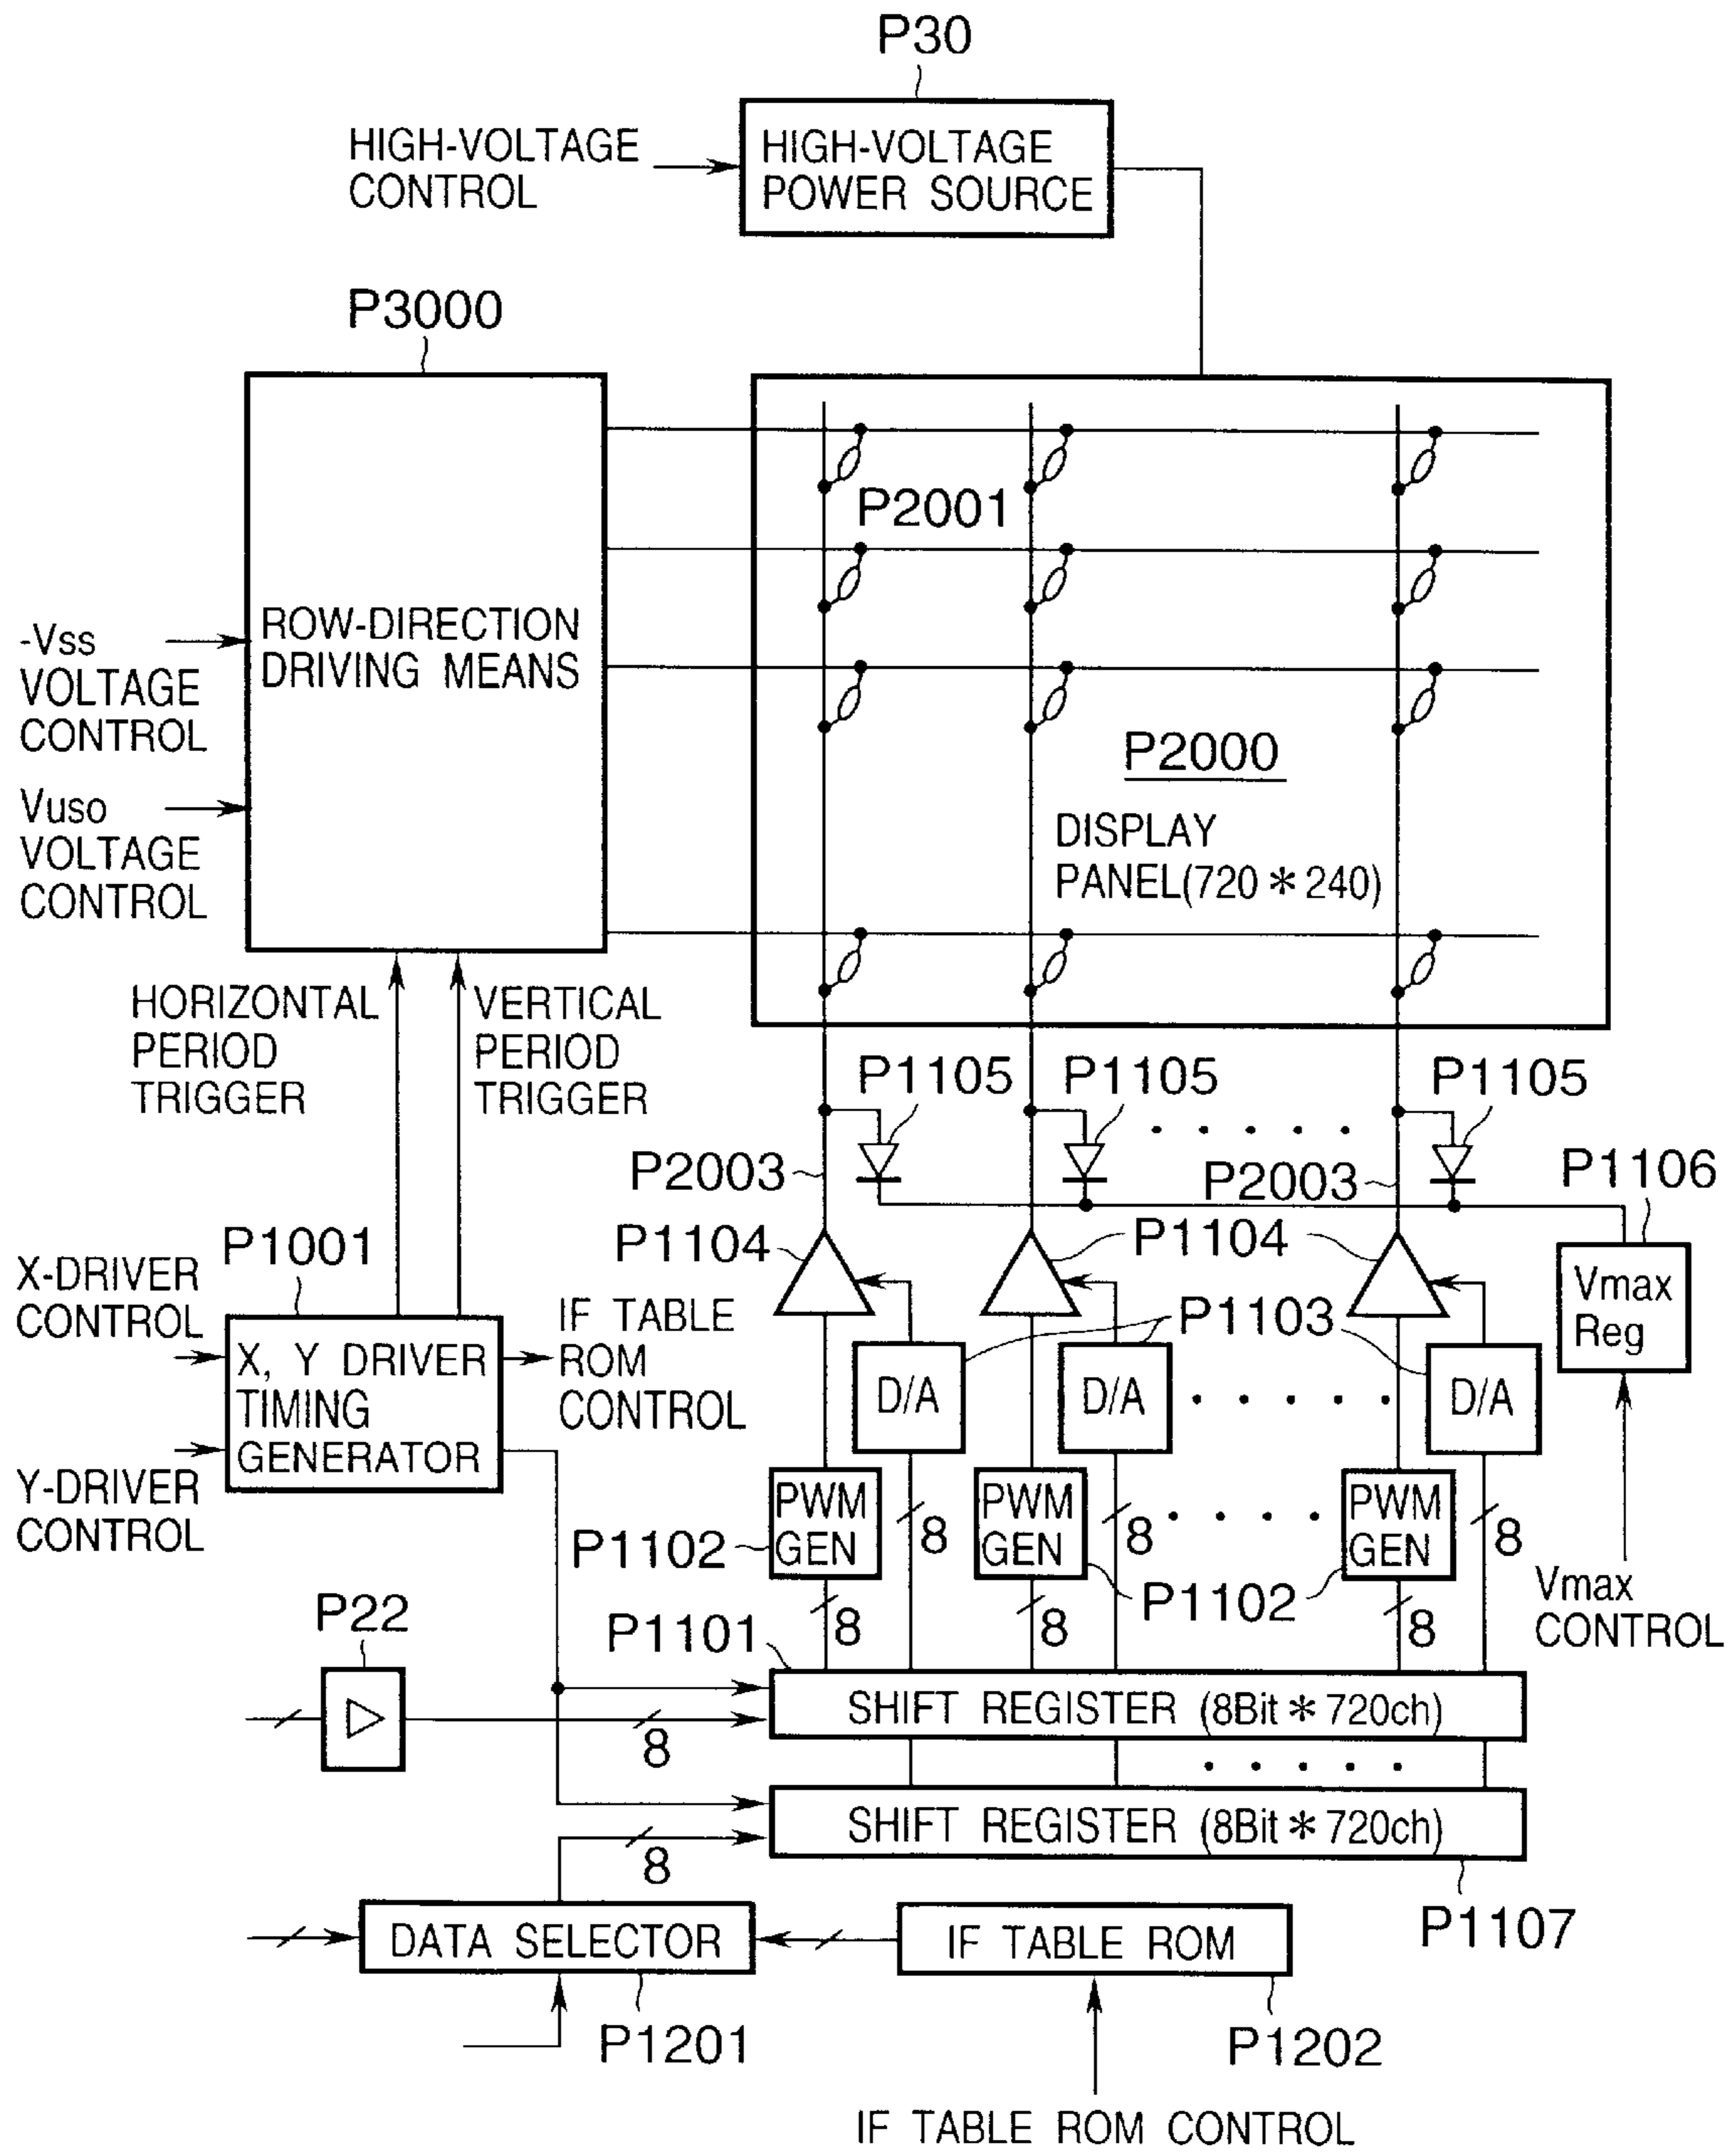 P30
HIGH-VOLTAGE
CONTROL
HIGH-VOLTAGE
POWER SOURCE
P3000
P2001
-Vss
VOLTAGE
CONTROL
ROW-DIRECTION
DRIVING MEANS
P2000
Vuso
VOLTAGE
CONTROL
DISPLAY
PANEL(720*240)
HORIZONTAL
PERIOD
TRIGGER
VERTICAL
PERIOD
TRIGGER
P1105
P1105
P1105
P2003
P2003
P1106
P1001
P1104
P1104
X-DRIVER
CONTROL
Vmax
Reg
IF TABLE
ROM
CONTROL
P1103
X, Y DRIVER
TIMING
GENERATOR
D/A
D/A
D/A
Y-DRIVER
CONTROL
PWM
GEN
PWM
GEN
PWM
GEN
8
8
8
P1102
P1102
Vmax
CONTROL
P22
P1101
8
8
8
SHIFT REGISTER (8Bit*720ch)
8
SHIFT REGISTER (8Bit*720ch)
8
P1107
DATA SELECTOR
IF TABLE ROM
P1201
P1202
IF TABLE ROM CONTROL